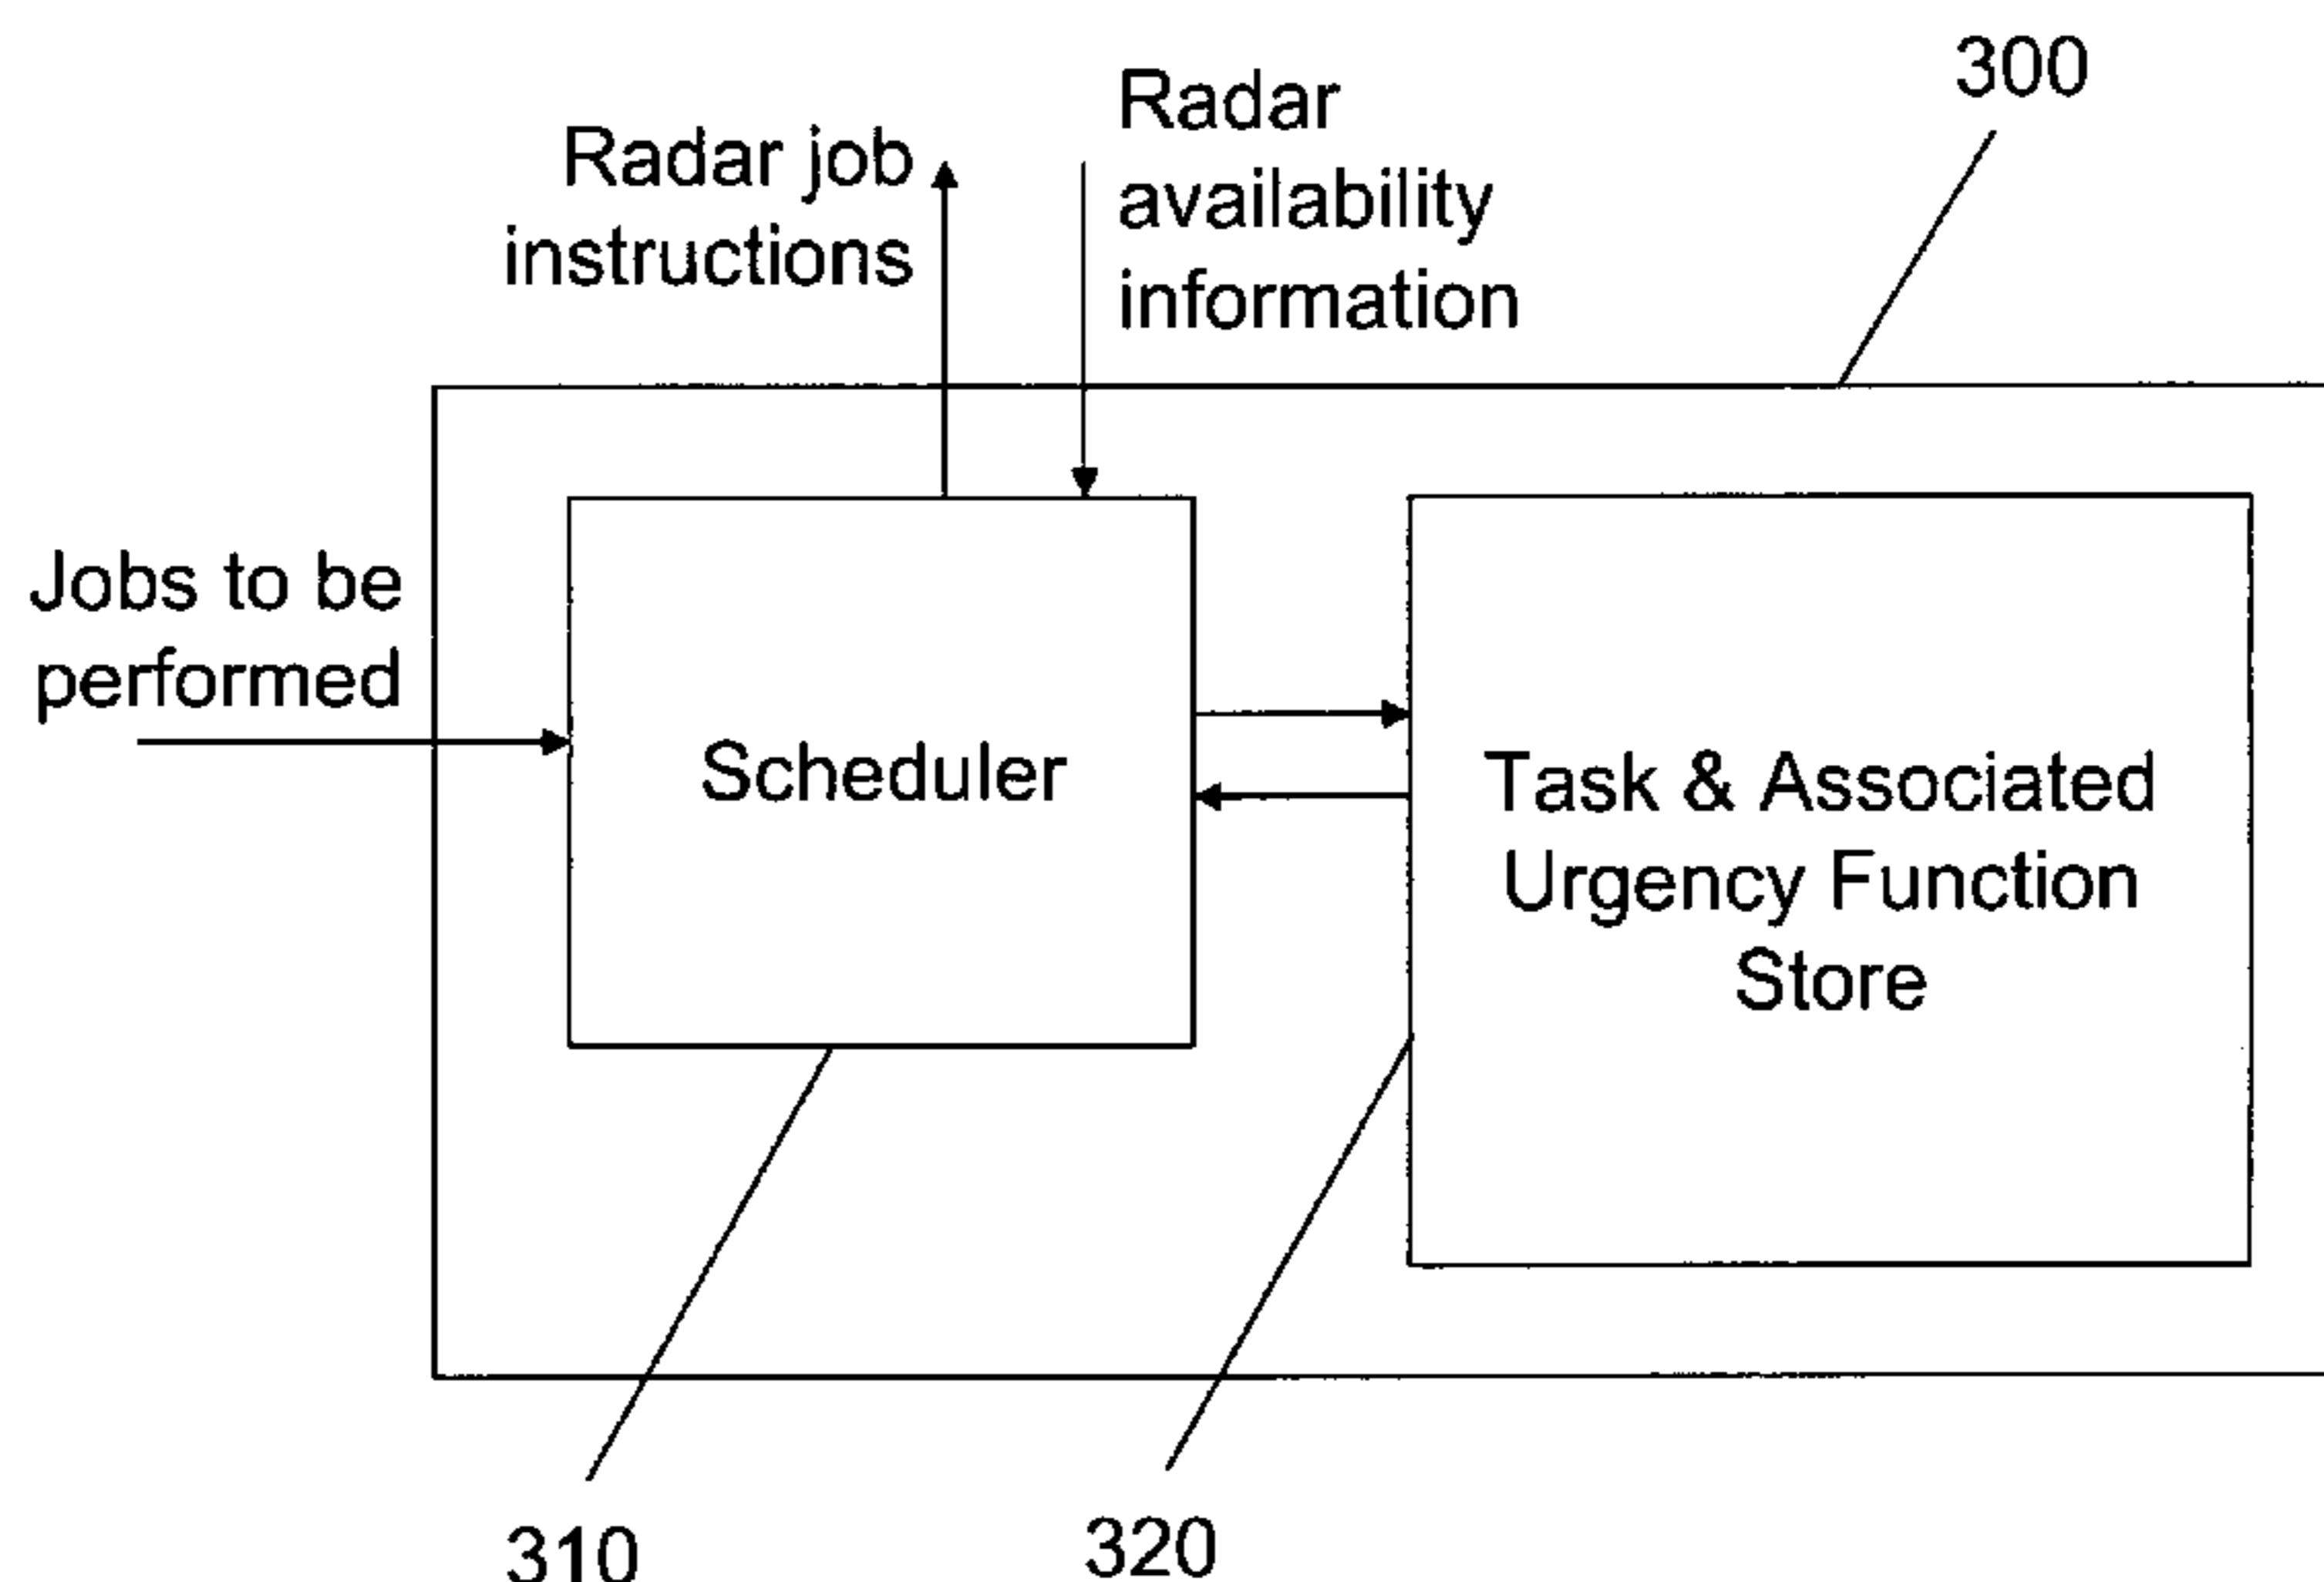 300
Radar job
instructions
Radar
availability
information
Jobs to be
performed
Scheduler
Task & Associated
Urgency Function
Store
310
320